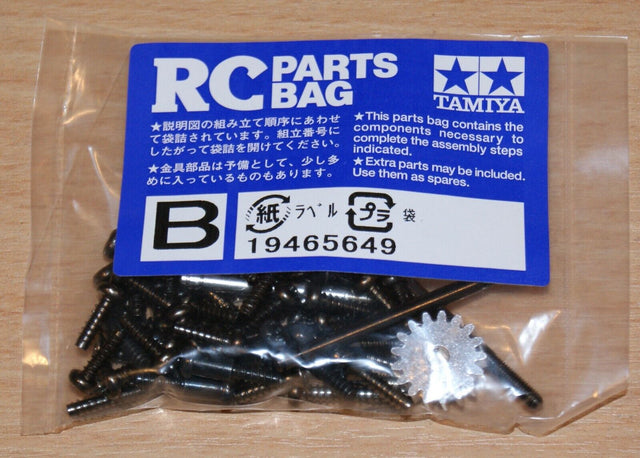 RC PARTS BAG
TAMIYA
★説明図の組み立て順序にあわせ
て袋詰されています。組立番号に
したがって袋詰を開けてください。
★金具部品は予備として、少し多
めに入っているものもあります。
★This parts bag contains the
components necessary to
complete the assembly steps
indicated.
★Extra parts may be included.
Use them as spares.
B
紙 ラベル プラ 袋
19465649